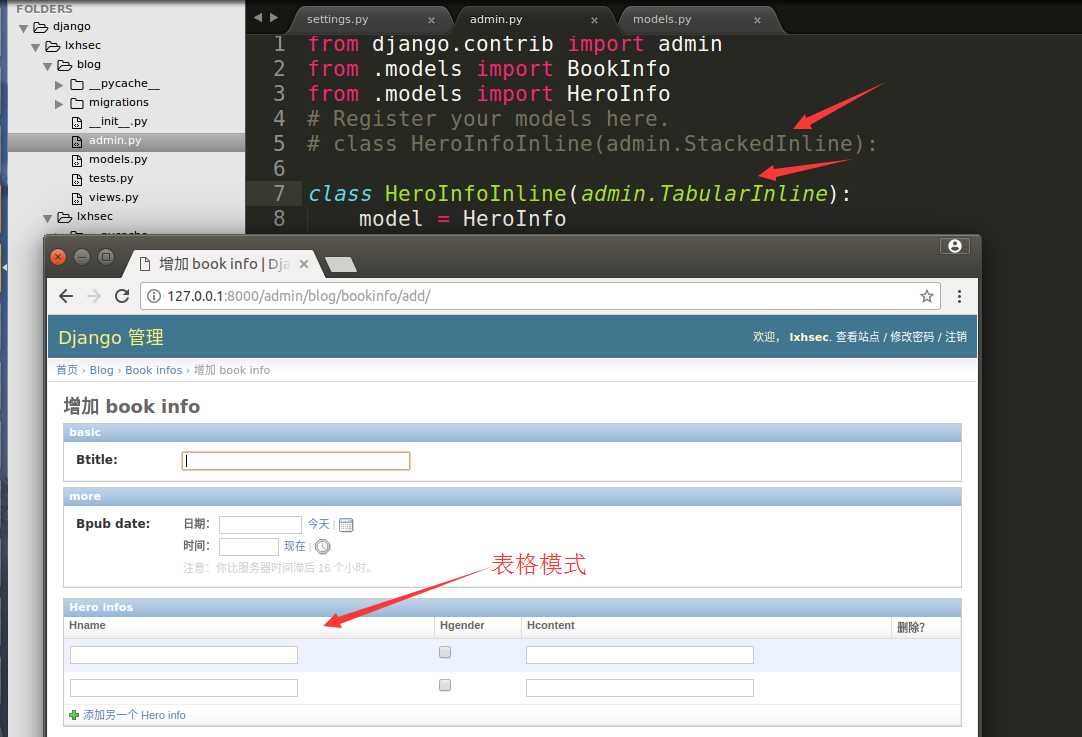 FOLDERS
django
lxhsec
blog
__pycache__
migrations
__init__.py
admin.py
models.py
tests.py
views.py
lxhsec
settings.py × admin.py × models.py ×
1 from django.contrib import admin
2 from .models import BookInfo
3 from .models import HeroInfo
4 # Register your models here.
5 # class HeroInfoInline(admin.StackedInline):
6
7 class HeroInfoInline(admin.TabularInline):
8     model = HeroInfo
增加 book info | Dja ×
127.0.0.1:8000/admin/blog/bookinfo/add/
Django 管理
欢迎， lxhsec. 查看站点 / 修改密码 / 注销
首页 › Blog › Book infos › 增加 book info
增加 book info
basic
Btitle:
more
Bpub date: 日期： 今天 |
时间： 现在 |
注意：你比服务器时间滞后 16 个小时。
表格模式
Hero infos
Hname Hgender Hcontent 删除?
添加另一个 Hero info